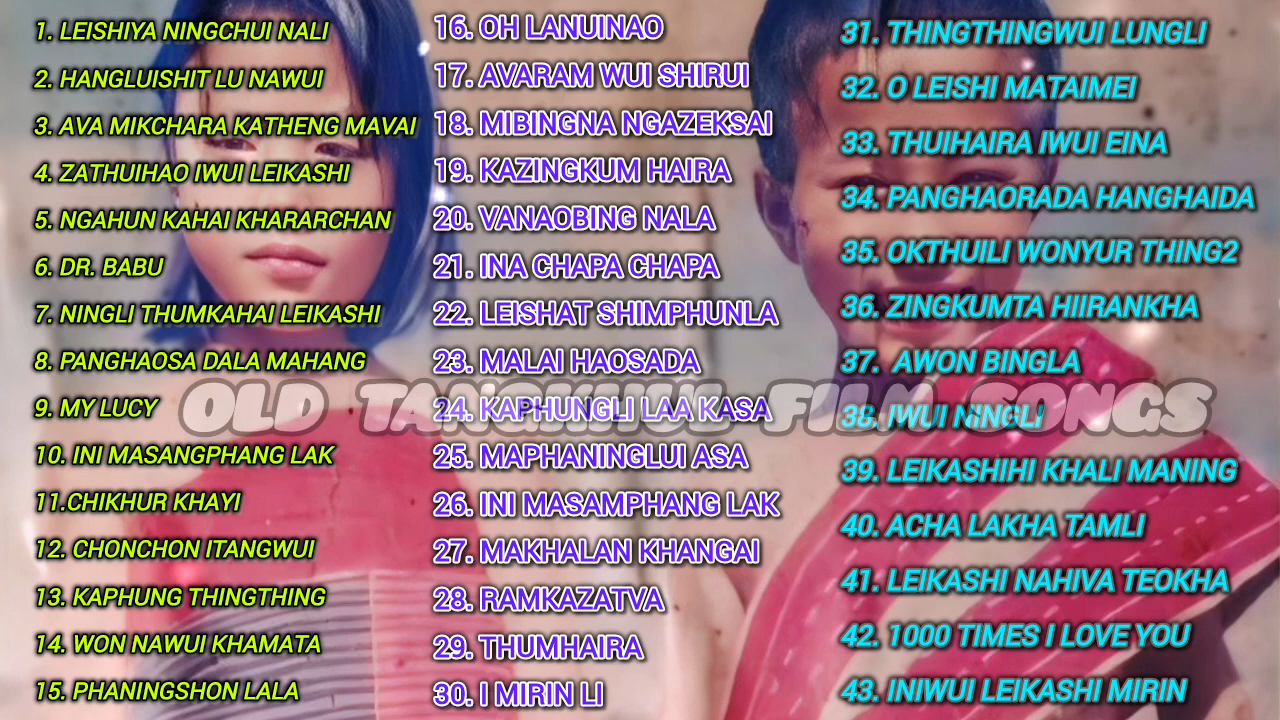 1. LEISHIYA NINGCHUI NALI
2. HANGLUISHIT LU NAWUI
3. AVA MIKCHARA KATHENG MAVAI
4. ZATHUIHAO IWUI LEIKASHI
5. NGAHUN KAHAI KHARARCHAN
6. DR. BABU
7. NINGLI THUMKAHAI LEIKASHI
8. PANGHAOSA DALA MAHANG
9. MY LUCY
10. INI MASANGPHANG LAK
11.CHIKHUR KHAYI
12. CHONCHON ITANGWUI
13. KAPHUNG THINGTHING
14. WON NAWUI KHAMATA
15. PHANINGSHON LALA
16. OH LANUINAO
17. AVARAM WUI SHIRUI
18. MIBINGNA NGAZEKSAI
19. KAZINGKUM HAIRA
20. VANAOBING NALA
21. INA CHAPA CHAPA
22. LEISHAT SHIMPHUNLA
23. MALAI HAOSADA
24. KAPHUNGLI LAA KASA
25. MAPHANINGLUI ASA
26. INI MASAMPHANG LAK
27. MAKHALAN KHANGAI
28. RAMKAZATVA
29. THUMHAIRA
30. I MIRIN LI
31. THINGTHINGWUI LUNGLI
32. O LEISHI MATAIMEI
33. THUIHAIRA IWUI EINA
34. PANGHAORADA HANGHAIDA
35. OKTHUILI WONYUR THING2
36. ZINGKUMTA HIIRANKHA
37. AWON BINGLA
38. IWUI NINGLI
39. LEIKASHIHI KHALI MANING
40. ACHA LAKHA TAMLI
41. LEIKASHI NAHIVA TEOKHA
42. 1000 TIMES I LOVE YOU
43. INIWUI LEIKASHI MIRIN
OLD TANGKHUL FILM SONGS